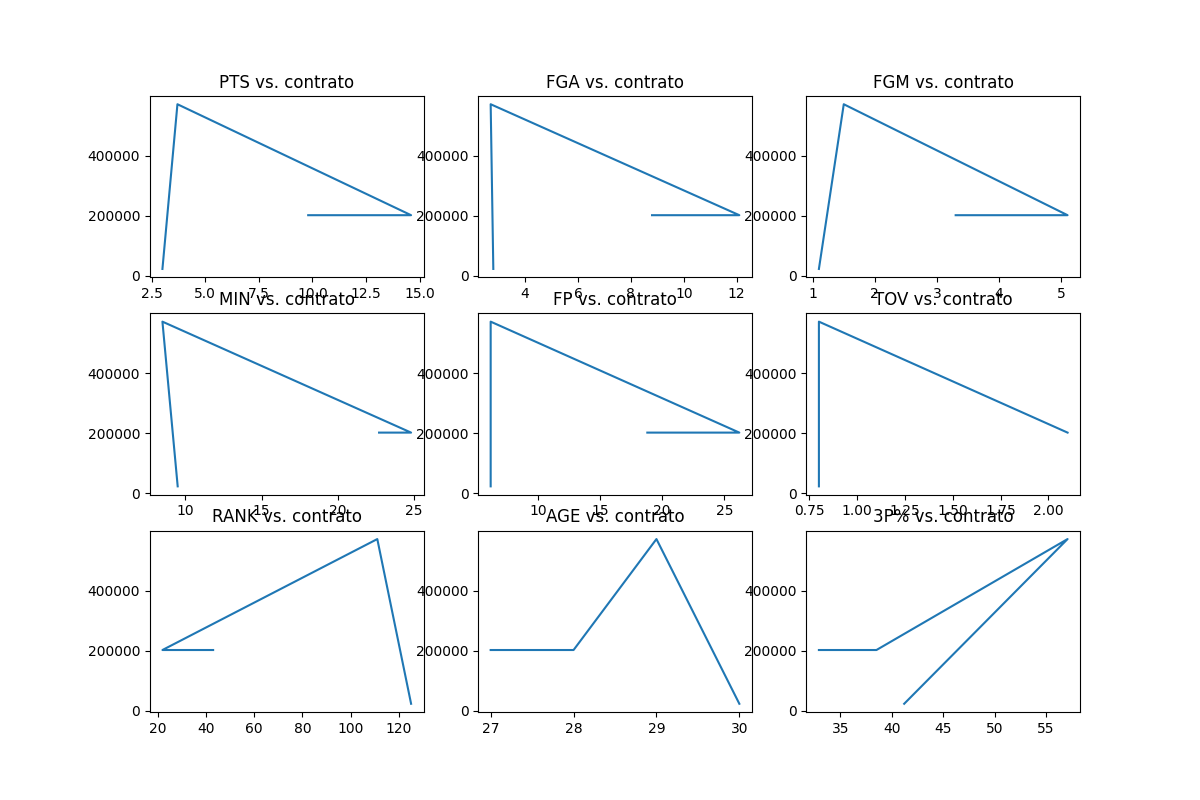 PTS vs. contrato
FGA vs. contrato
FGM vs. contrato
400000
200000
0
2.5 5.0 7.5 10.0 12.5 15.0
400000
200000
0
4 6 8 10 12
400000
200000
0
1 2 3 4 5
MIN vs. contrato
FP vs. contrato
TOV vs. contrato
400000
200000
0
10 15 20 25
400000
200000
0
10 15 20 25
400000
200000
0
0.75 1.00 1.25 1.50 1.75 2.00
RANK vs. contrato
AGE vs. contrato
3P% vs. contrato
400000
200000
0
20 40 60 80 100 120
400000
200000
0
27 28 29 30
400000
200000
0
35 40 45 50 55